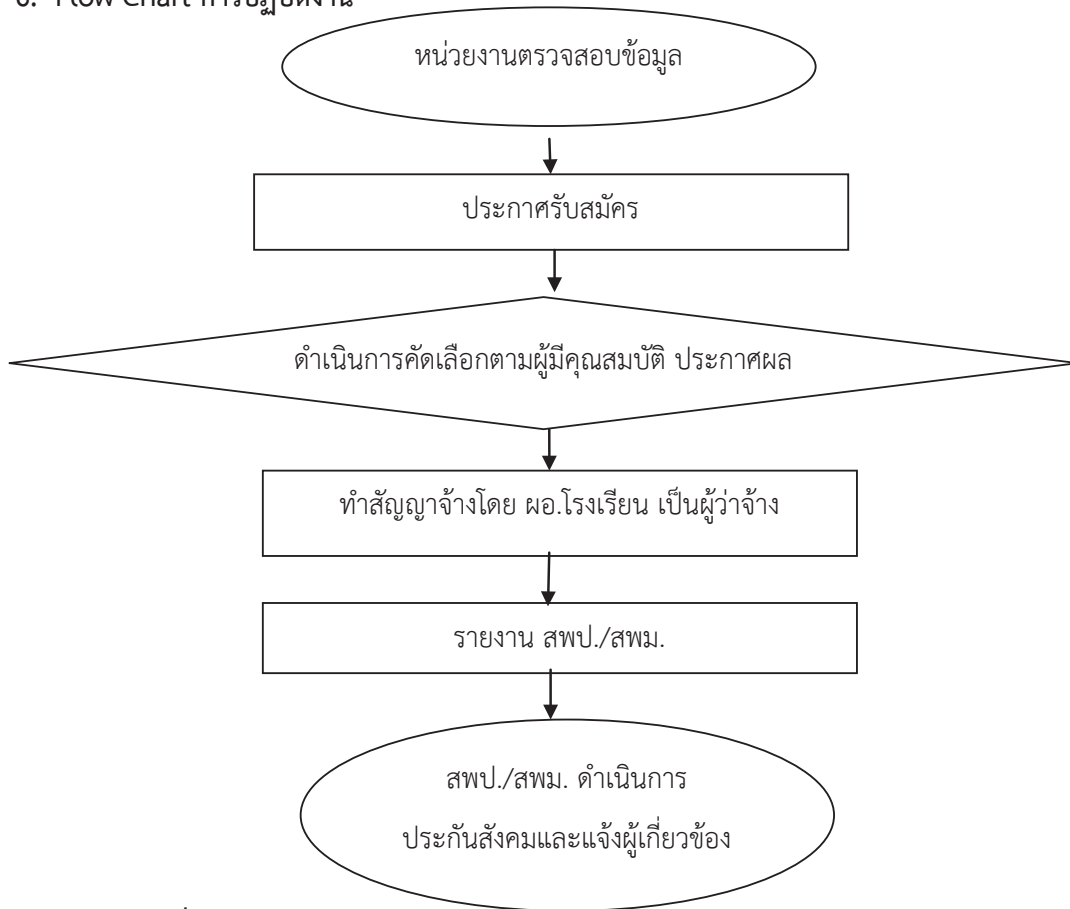 Flow Chart การปฏิบัติงาน
หน่วยงานตรวจสอบข้อมูล
ประกาศรับสมัคร
ดำเนินการคัดเลือกตามผู้มีคุณสมบัติ ประกาศผล
ทำสัญญาจ้างโดย ผอ.โรงเรียน เป็นผู้ว่าจ้าง
รายงาน สพป./สพม.
สพป./สพม. ดำเนินการ
ประกันสังคมและแจ้งผู้เกี่ยวข้อง